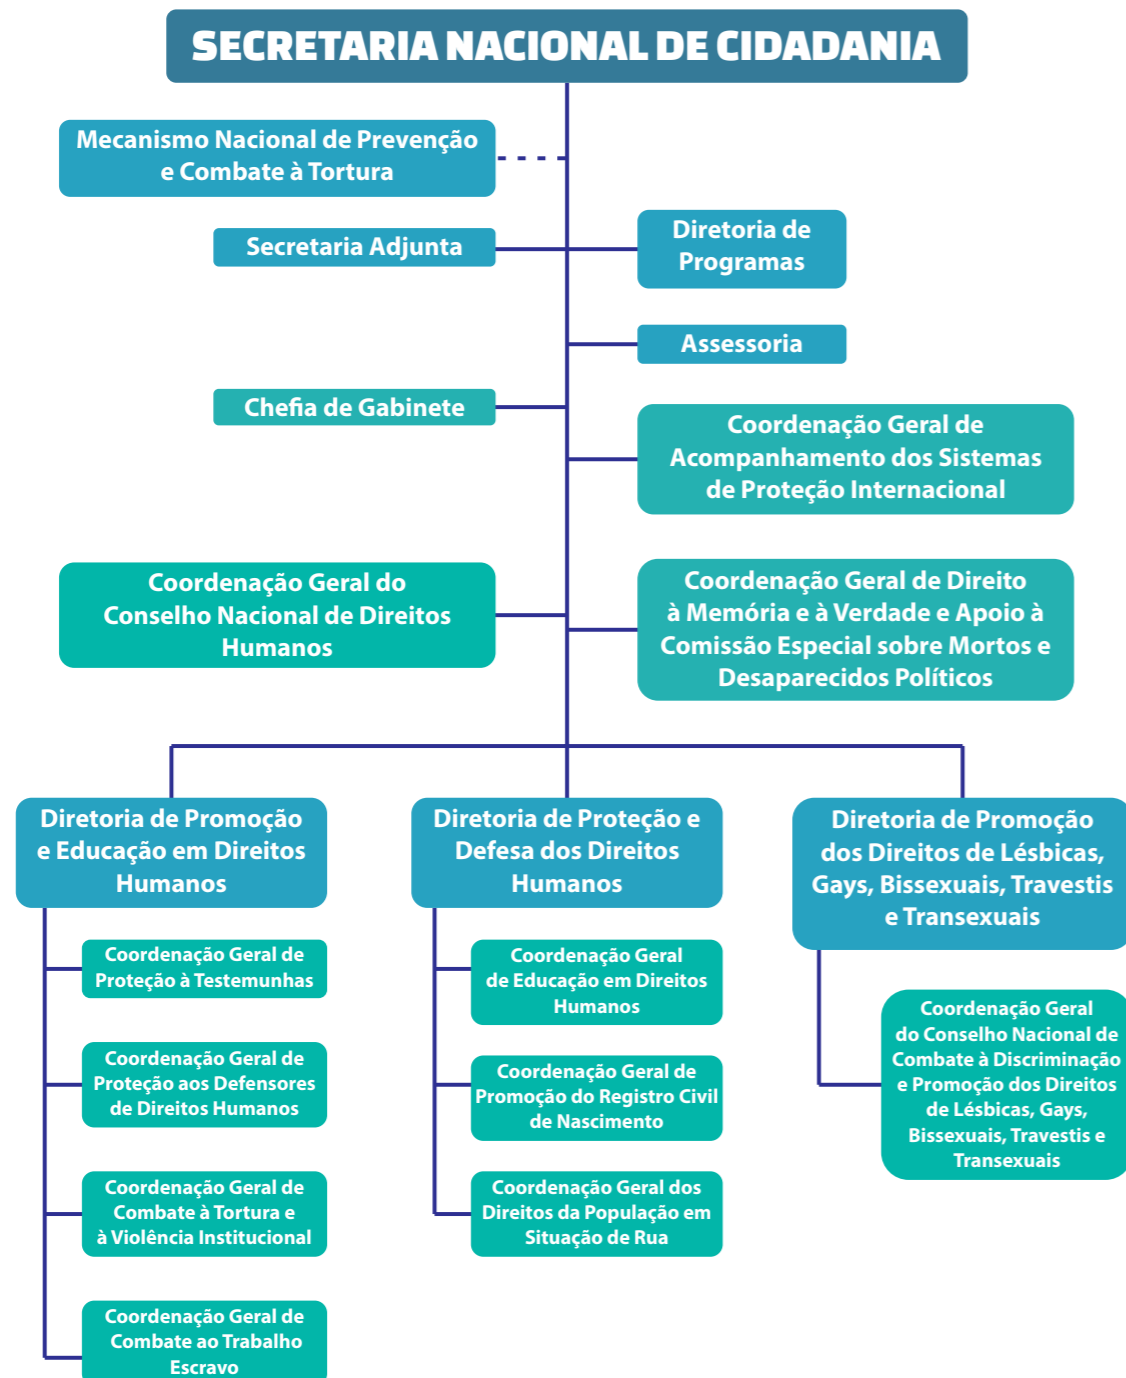 SECRETARIA NACIONAL DE CIDADANIA
Mecanismo Nacional de Prevenção
e Combate à Tortura
Secretaria Adjunta
Diretoria de
Programas
Assessoria
Chefia de Gabinete
Coordenação Geral de
Acompanhamento dos Sistemas
de Proteção Internacional
Coordenação Geral do
Conselho Nacional de Direitos
Humanos
Coordenação Geral de Direito
à Memória e à Verdade e Apoio à
Comissão Especial sobre Mortos e
Desaparecidos Políticos
Diretoria de Promoção
e Educação em Direitos
Humanos
Coordenação Geral de
Proteção à Testemunhas
Coordenação Geral de
Proteção aos Defensores
de Direitos Humanos
Coordenação Geral de
Combate à Tortura e
à Violência Institucional
Coordenação Geral de
Combate ao Trabalho
Escravo
Diretoria de Proteção e
Defesa dos Direitos
Humanos
Coordenação Geral
de Educação em Direitos
Humanos
Coordenação Geral de
Promoção do Registro Civil
de Nascimento
Coordenação Geral dos
Direitos da População em
Situação de Rua
Diretoria de Promoção
dos Direitos de Lésbicas,
Gays, Bissexuais, Travestis
e Transexuais
Coordenação Geral
do Conselho Nacional de
Combate à Discriminação
e Promoção dos Direitos
de Lésbicas, Gays,
Bissexuais, Travestis e
Transexuais